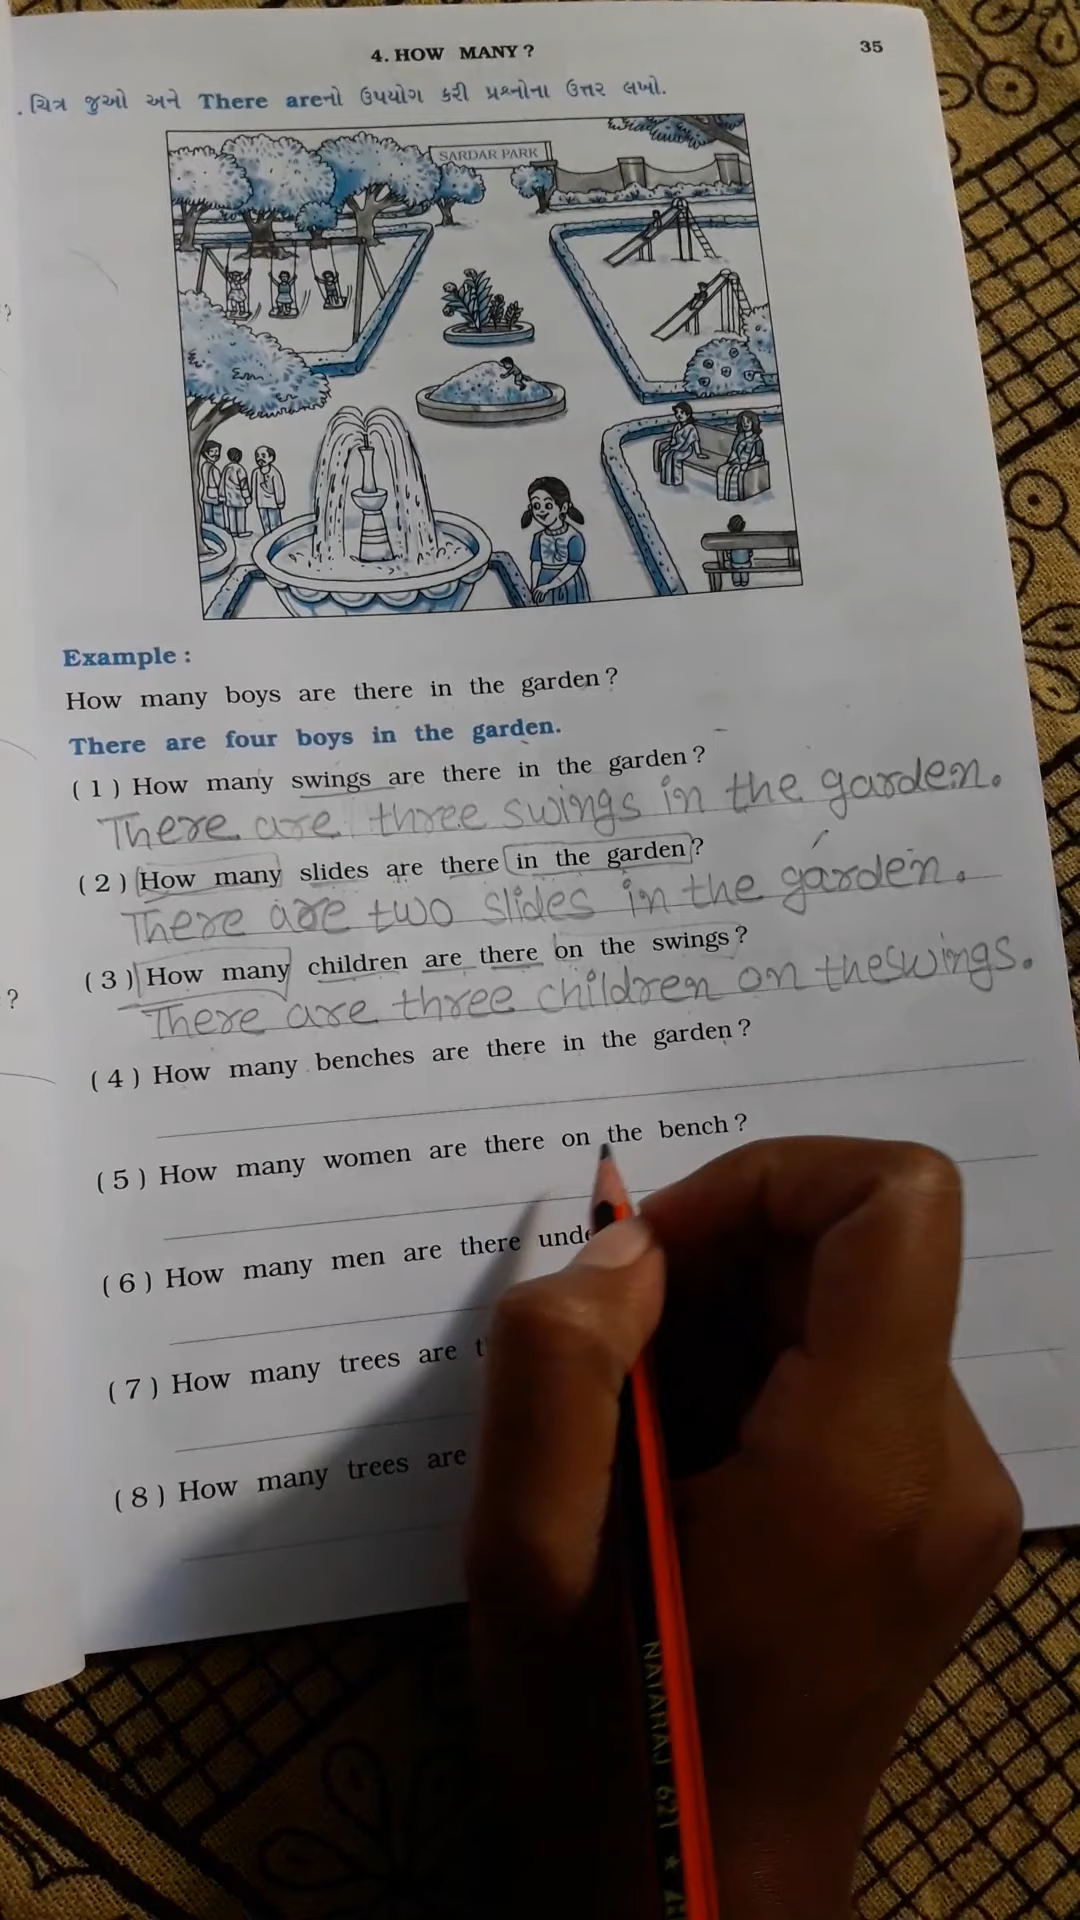 4. HOW MANY?
35
. ચિત્ર જુઓ અને There areનો ઉપયોગ કરી પ્રશ્નોના ઉત્તર લખો.
SARDAR PARK
Example :
How many boys are there in the garden?
There are four boys in the garden.
(1) How many swings are there in the garden?
There are three swings in the garden.
(2) How many slides are there in the garden?
There are two slides in the garden.
(3) How many children are there on the swings?
There are three children on the swings.
?
(4) How many benches are there in the garden?
(5) How many women are there on the bench?
(6) How many men are there
(7) How many trees are
(8) How many trees are
NATARAJ 621